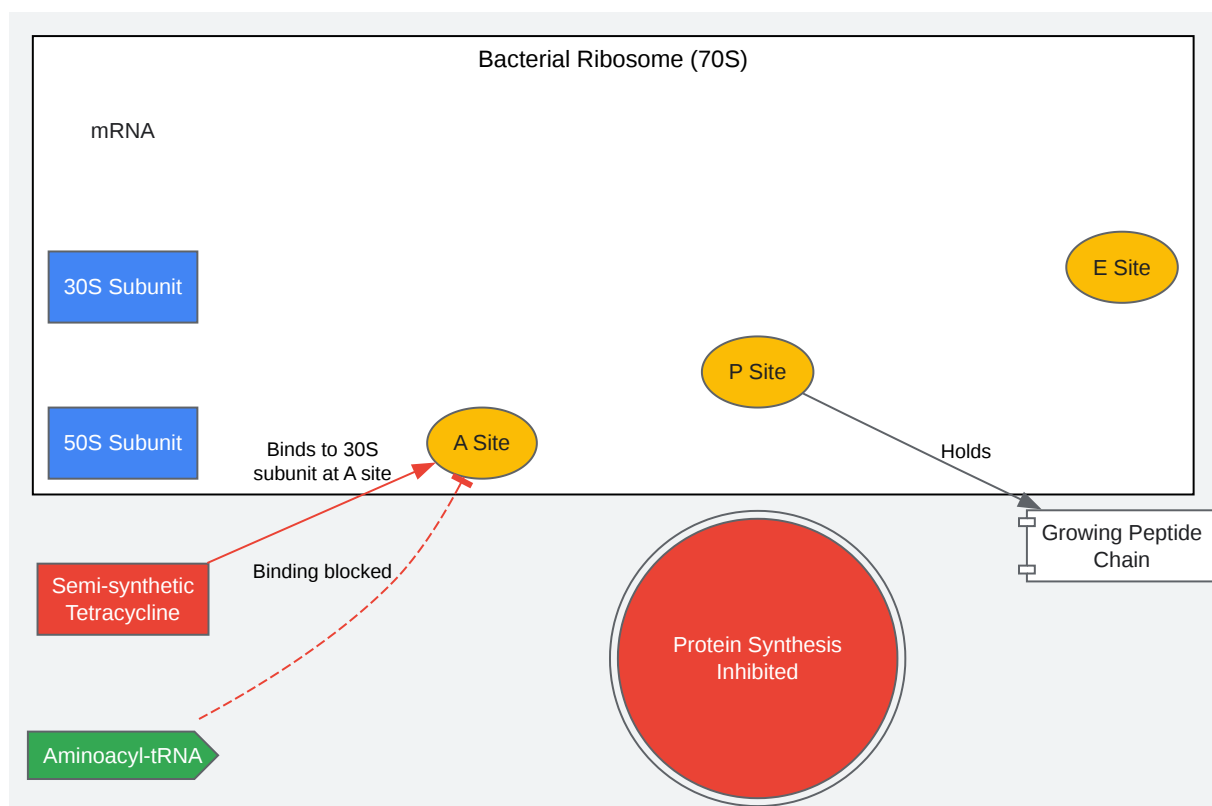 Bacterial Ribosome (70S)
mRNA
30S Subunit
E Site
P Site
50S Subunit
A Site
Binds to 30S
subunit at A site
Holds
Growing Peptide
Chain
Binding blocked
Semi-synthetic
Tetracycline
Protein Synthesis
Inhibited
Aminoacyl-tRNA